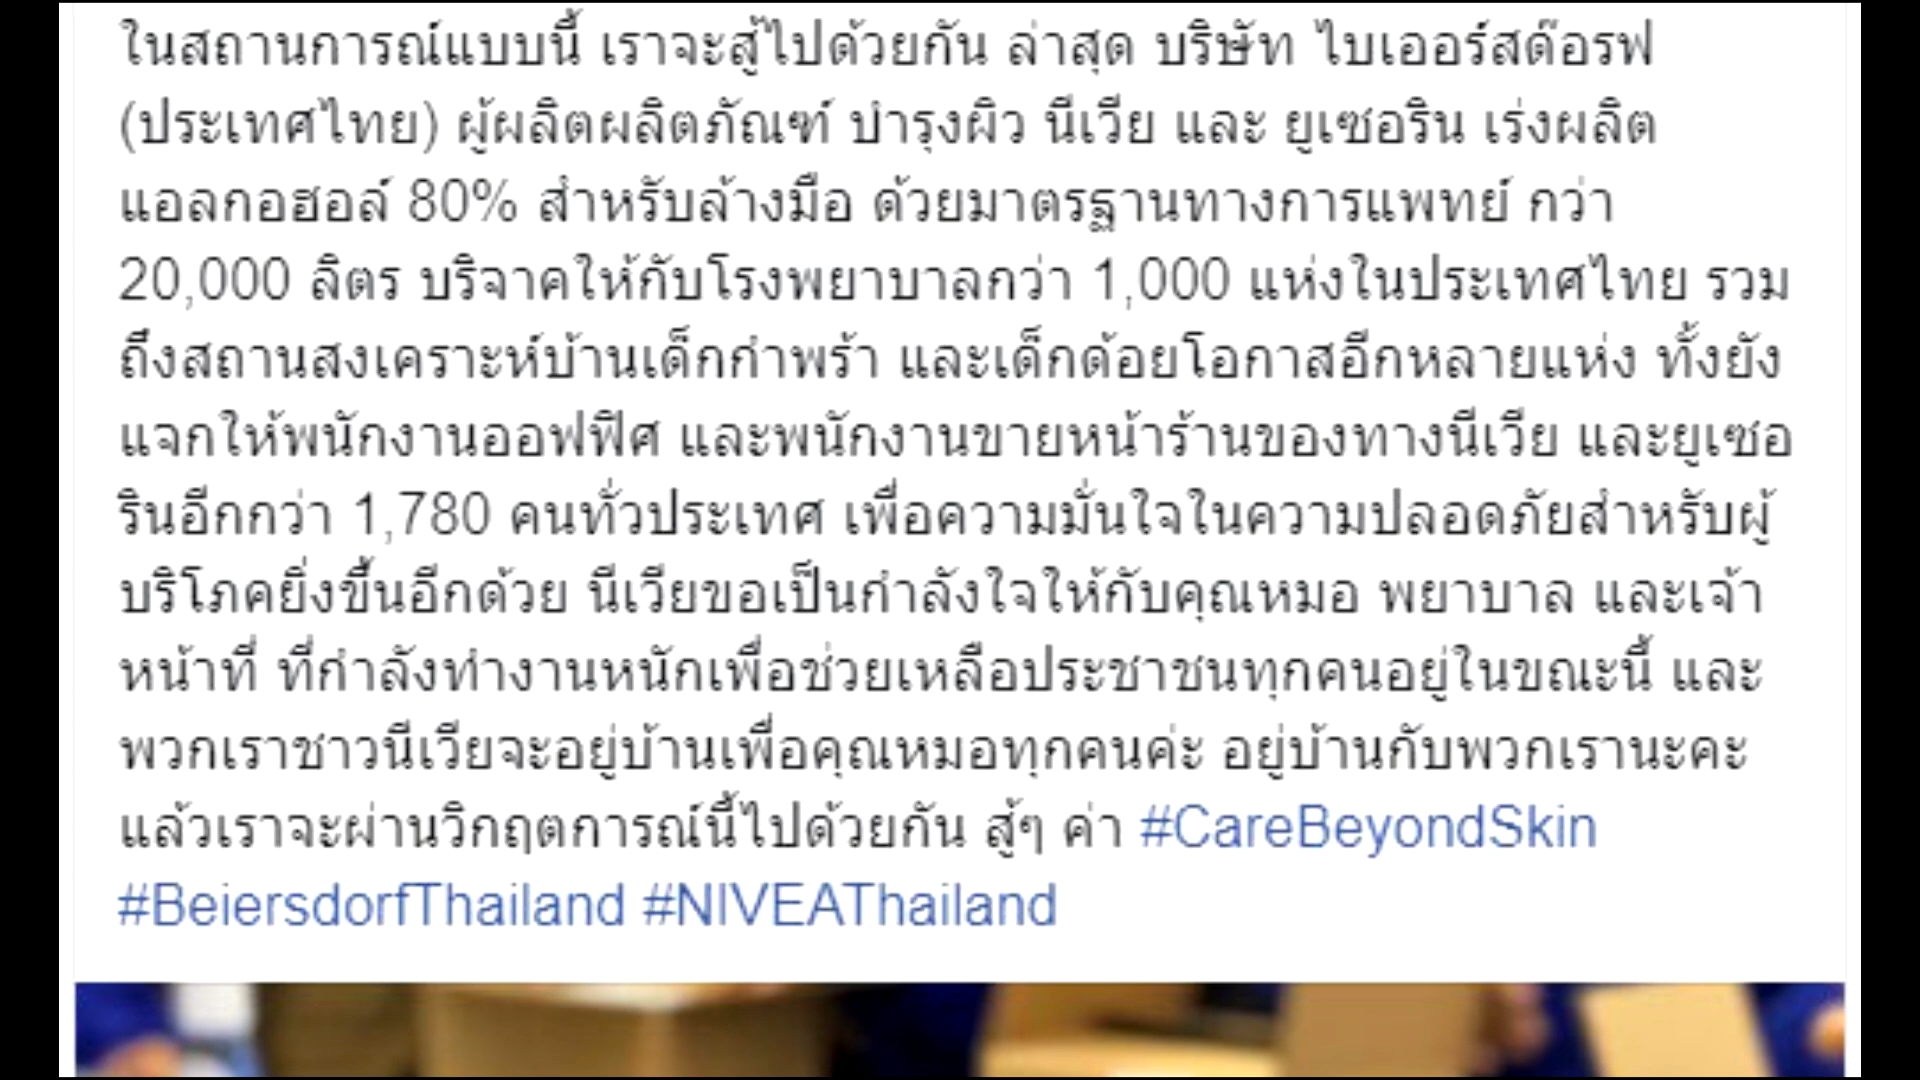 ในสถานการณ์แบบนี้ เราจะสู้ไปด้วยกัน ล่าสุด บริษัท ไบเออร์สด๊อรฟ
(ประเทศไทย) ผู้ผลิตผลิตภัณฑ์ บำรุงผิว นีเวีย และ ยูเซอริน เร่งผลิต
แอลกอฮอล์ 80% สำหรับล้างมือ ด้วยมาตรฐานทางการแพทย์ กว่า
20,000 ลิตร บริจาคให้กับโรงพยาบาลกว่า 1,000 แห่งในประเทศไทย รวม
ถึงสถานสงเคราะห์บ้านเด็กกำพร้า และเด็กด้อยโอกาสอีกหลายแห่ง ทั้งยัง
แจกให้พนักงานออฟฟิศ และพนักงานขายหน้าร้านของทางนีเวีย และยูเซอ
รินอีกกว่า 1,780 คนทั่วประเทศ เพื่อความมั่นใจในความปลอดภัยสำหรับผู้
บริโภคยิ่งขึ้นอีกด้วย นีเวียขอเป็นกำลังใจให้กับคุณหมอ พยาบาล และเจ้า
หน้าที่ ที่กำลังทำงานหนักเพื่อช่วยเหลือประชาชนทุกคนอยู่ในขณะนี้ และ
พวกเราชาวนีเวียจะอยู่บ้านเพื่อคุณหมอทุกคนค่ะ อยู่บ้านกับพวกเรานะคะ
แล้วเราจะผ่านวิกฤตการณ์นี้ไปด้วยกัน สู้ๆ ค่า #CareBeyondSkin
#BeiersdorfThailand #NIVEAThailand